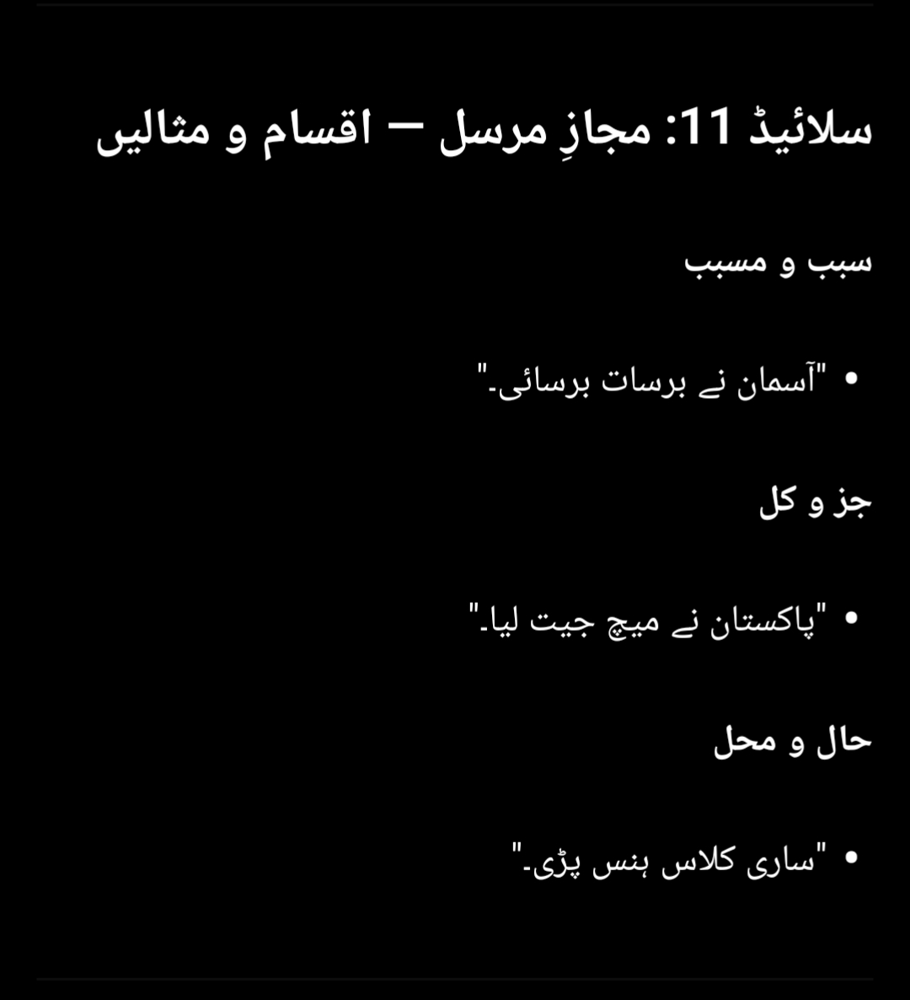 سلائیڈ 11: مجازِ مرسل – اقسام و مثالیں
سبب و مسبب
• "آسمان نے برسات برسائی۔"
جز و کل
• "پاکستان نے میچ جیت لیا۔"
حال و محل
• "ساری کلاس ہنس پڑی۔"